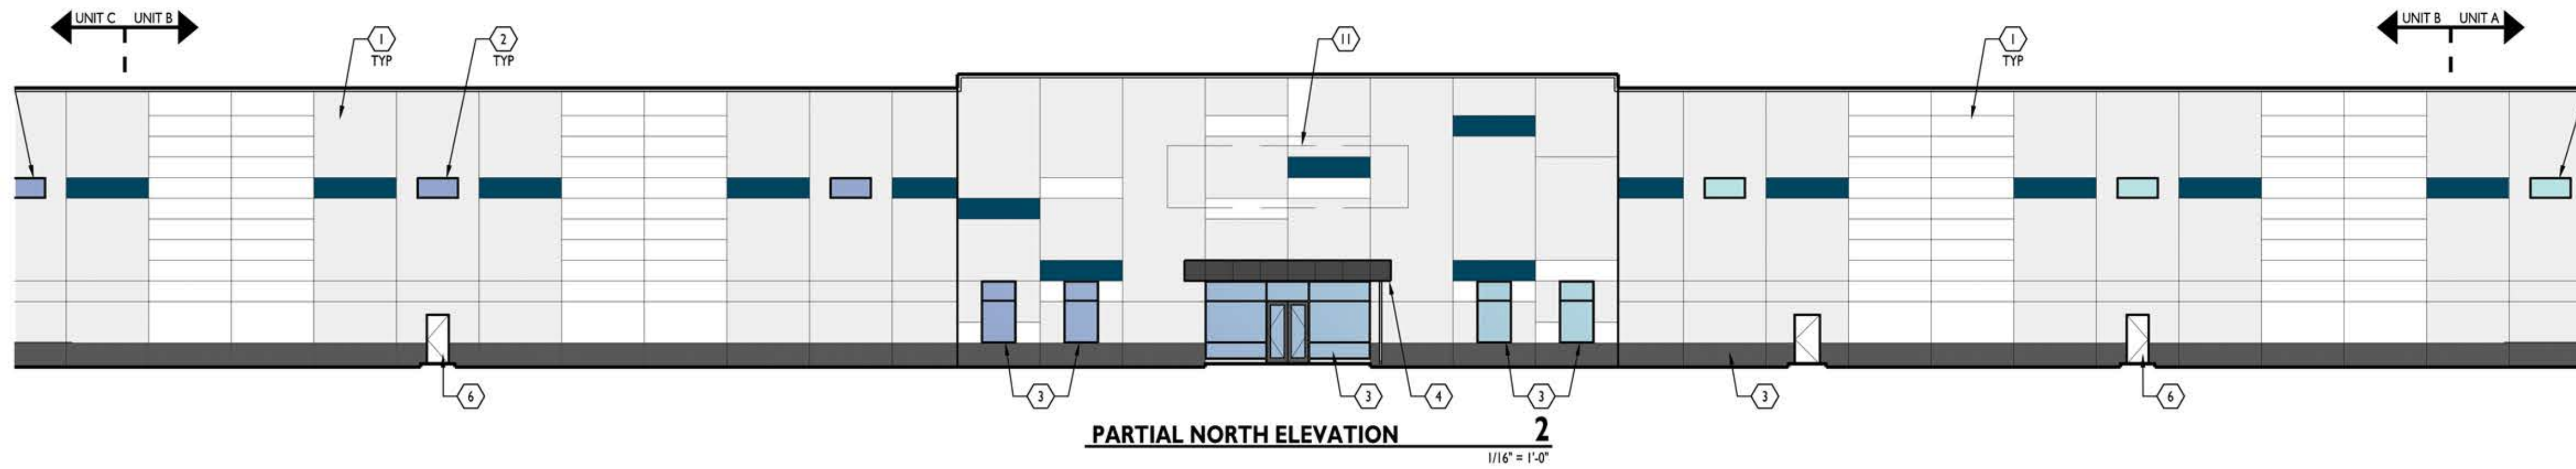 UNIT C UNIT B
UNIT B UNIT A
1
TYP
2
TYP
11
1
TYP
6
3
3
4
3
3
6
PARTIAL NORTH ELEVATION 2
1/16" = 1'-0"